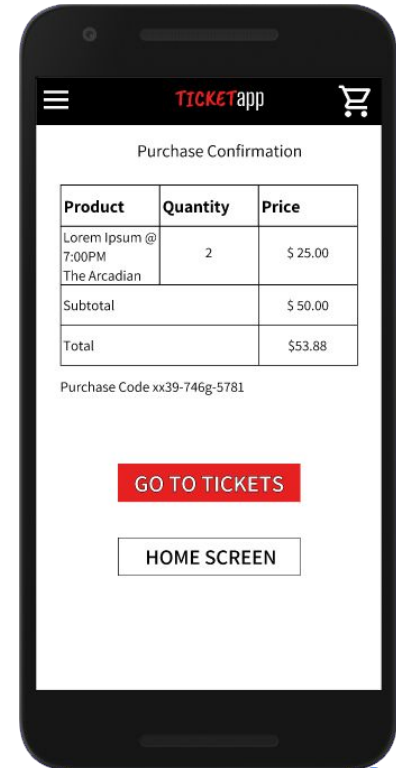 TICKETapp
Purchase Confirmation
Product Quantity Price
Lorem Ipsum @
7:00PM
The Arcadian
2 $ 25.00
Subtotal $ 50.00
Total $53.88
Purchase Code xx39-746g-5781
GO TO TICKETS
HOME SCREEN